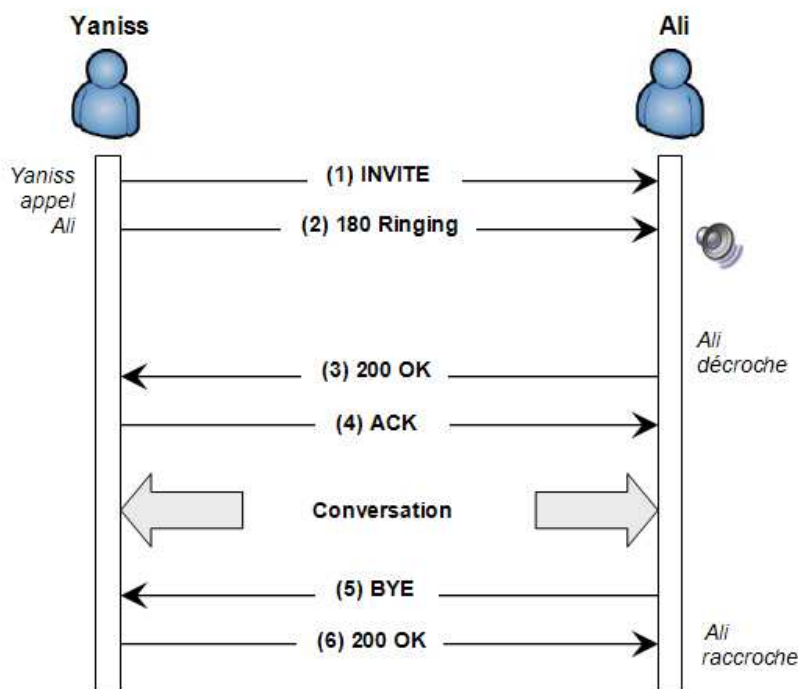 Yaniss
Ali
Yaniss
appel
Ali
(1) INVITE
(2) 180 Ringing
Ali
décroche
(3) 200 OK
(4) ACK
Conversation
(5) BYE
(6) 200 OK
Ali
raccroche